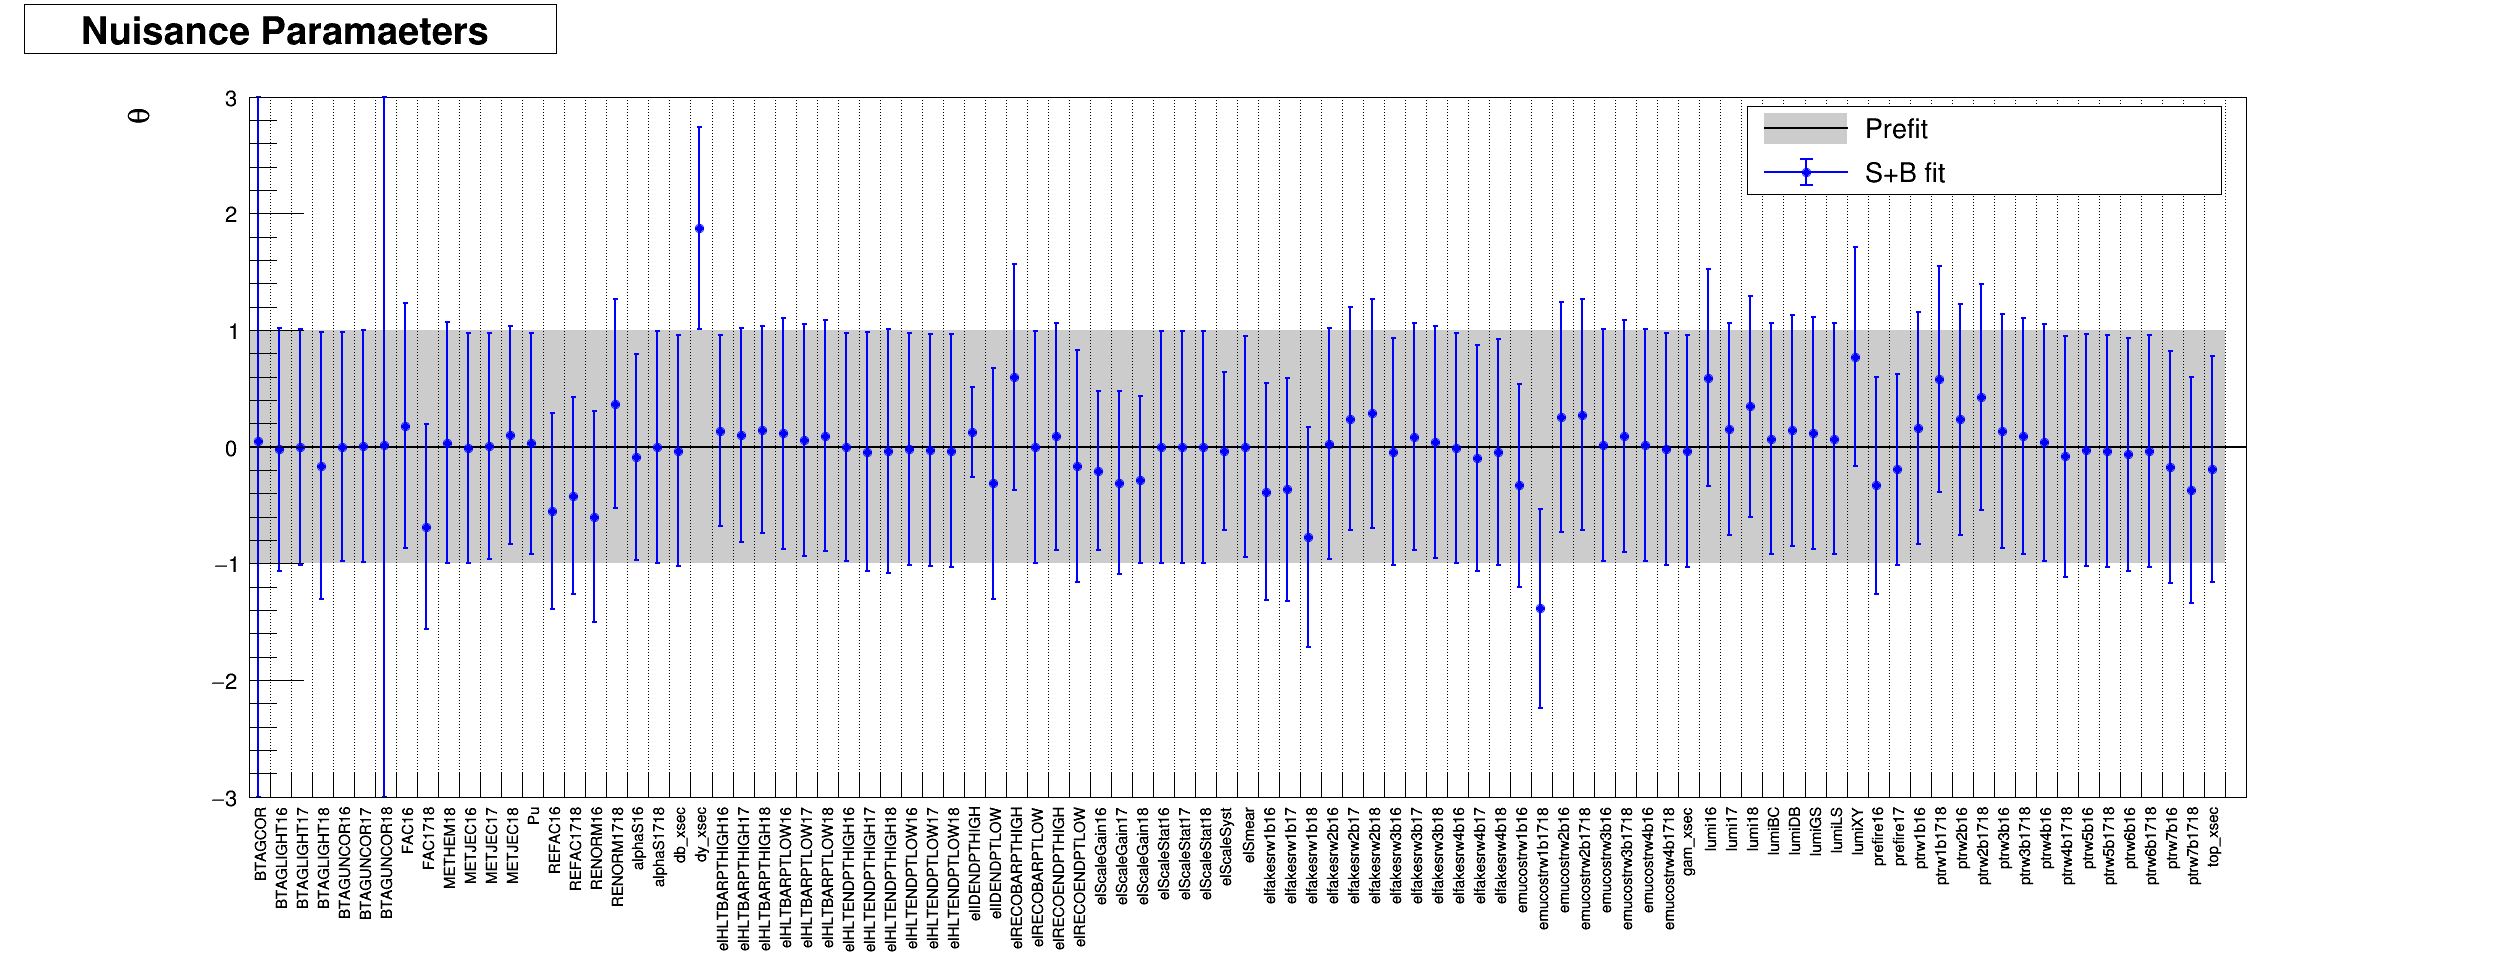 Nuisance Paramaeters
θ
3
2
1
0
−1
−2
−3
Prefit
S+B fit
BTAGCOR
BTAGLIGHT16
BTAGLIGHT17
BTAGLIGHT18
BTAGUNCOR16
BTAGUNCOR17
BTAGUNCOR18
FAC16
FAC1718
METHEM18
METJEC16
METJEC17
METJEC18
Pu
REFAC16
REFAC1718
RENORM16
RENORM1718
alphaS16
alphaS1718
db_xsec
dy_xsec
elHLTBARPTHIGH16
elHLTBARPTHIGH17
elHLTBARPTHIGH18
elHLTBARPTLOW16
elHLTBARPTLOW17
elHLTBARPTLOW18
elHLTENDPTHIGH16
elHLTENDPTHIGH17
elHLTENDPTHIGH18
elHLTENDPTLOW16
elHLTENDPTLOW17
elHLTENDPTLOW18
elIDENDPTHIGH
elIDENDPTLOW
elRECOBARPTHIGH
elRECOBARPTLOW
elRECOENDPTHIGH
elRECOENDPTLOW
elScaleGain16
elScaleGain17
elScaleGain18
elScaleStat16
elScaleStat17
elScaleStat18
elScaleSyst
elSmear
elfakesrw1b16
elfakesrw1b17
elfakesrw1b18
elfakesrw2b16
elfakesrw2b17
elfakesrw2b18
elfakesrw3b16
elfakesrw3b17
elfakesrw3b18
elfakesrw4b16
elfakesrw4b17
elfakesrw4b18
emucostrw1b16
emucostrw1b1718
emucostrw2b16
emucostrw2b1718
emucostrw3b16
emucostrw3b1718
emucostrw4b16
emucostrw4b1718
gam_xsec
lumi16
lumi17
lumi18
lumiBC
lumiDB
lumiGS
lumiLS
lumiXY
prefire16
prefire17
ptrw1b16
ptrw1b1718
ptrw2b16
ptrw2b1718
ptrw3b16
ptrw3b1718
ptrw4b16
ptrw4b1718
ptrw5b16
ptrw5b1718
ptrw6b16
ptrw6b1718
ptrw7b16
ptrw7b1718
top_xsec